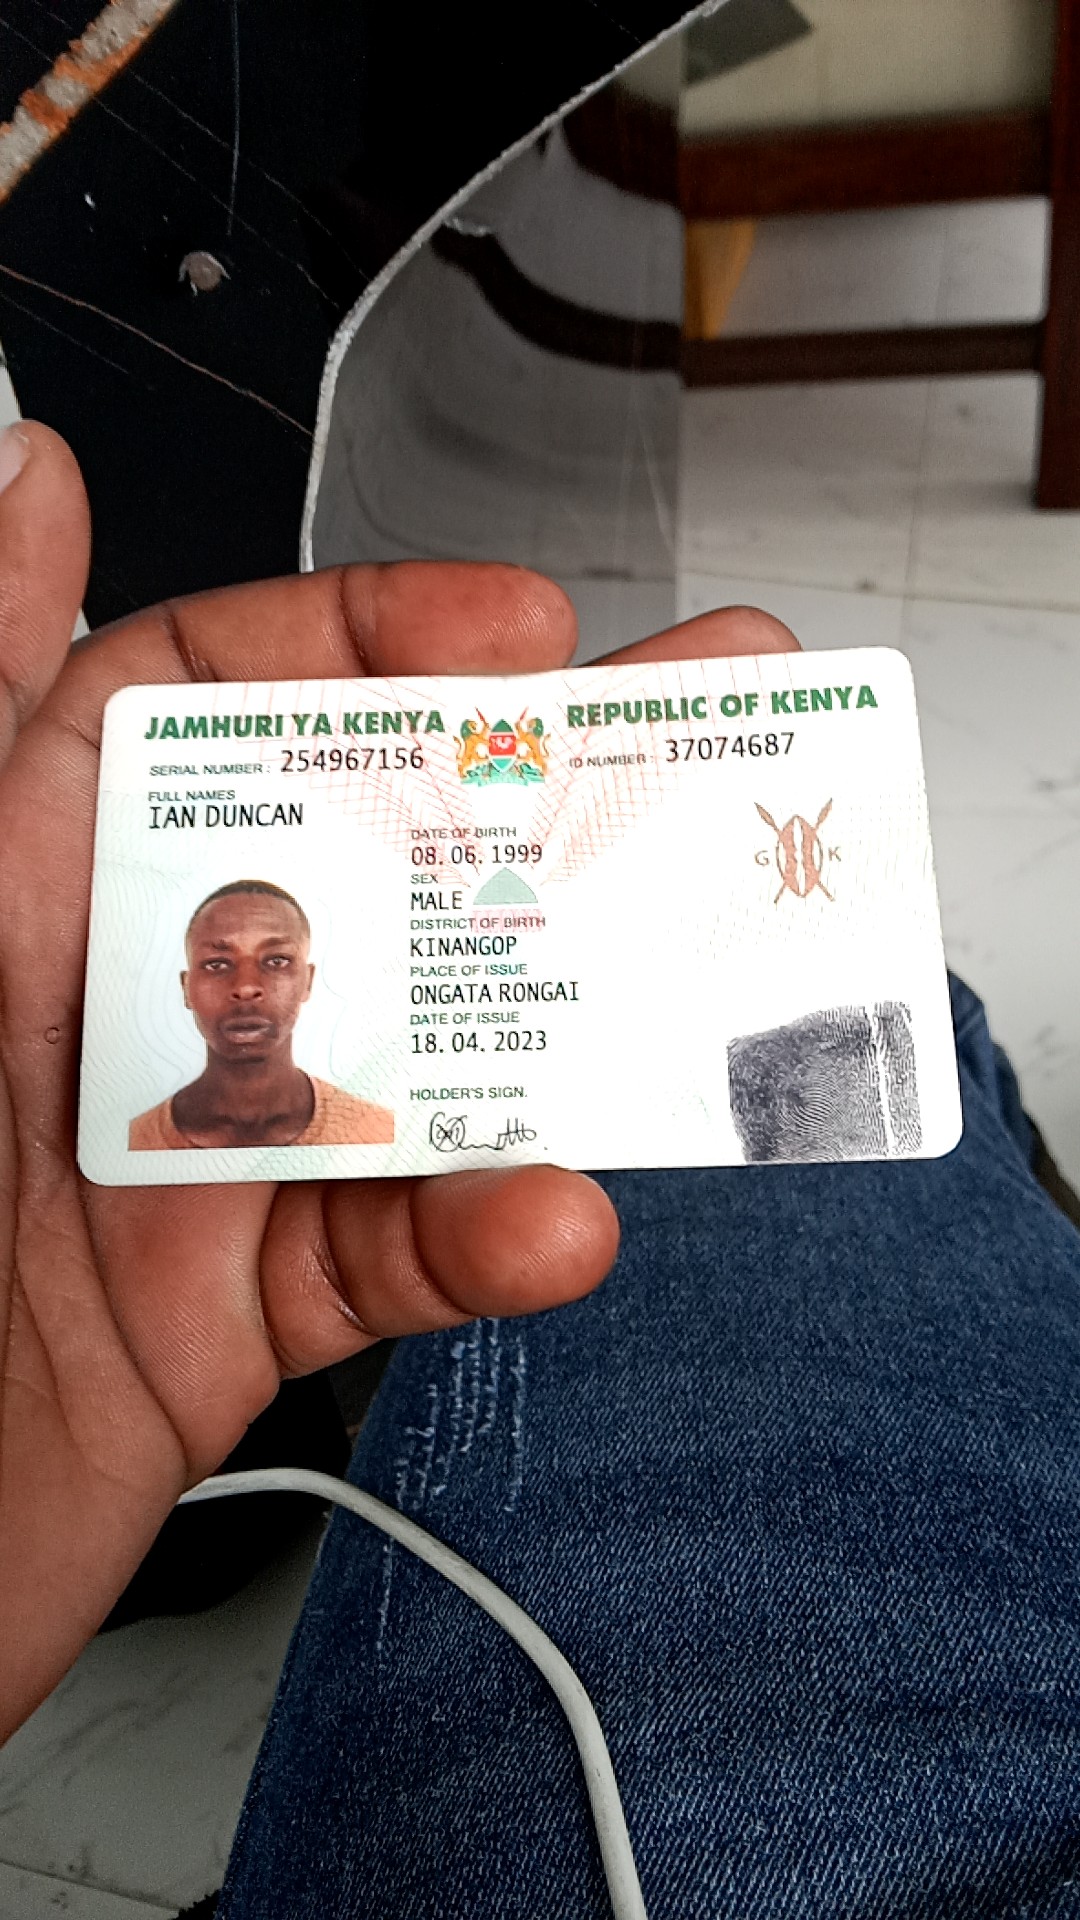 JAMHURI YA KENYA
REPUBLIC OF KENYA
SERIAL NUMBER : 254967156
ID NUMBER : 37074687
FULL NAMES
IAN DUNCAN
DATE OF BIRTH
08. 06. 1999
SEX
MALE
DISTRICT OF BIRTH
KINANGOP
PLACE OF ISSUE
ONGATA RONGAI
DATE OF ISSUE
18. 04. 2023
HOLDER'S SIGN.
G K